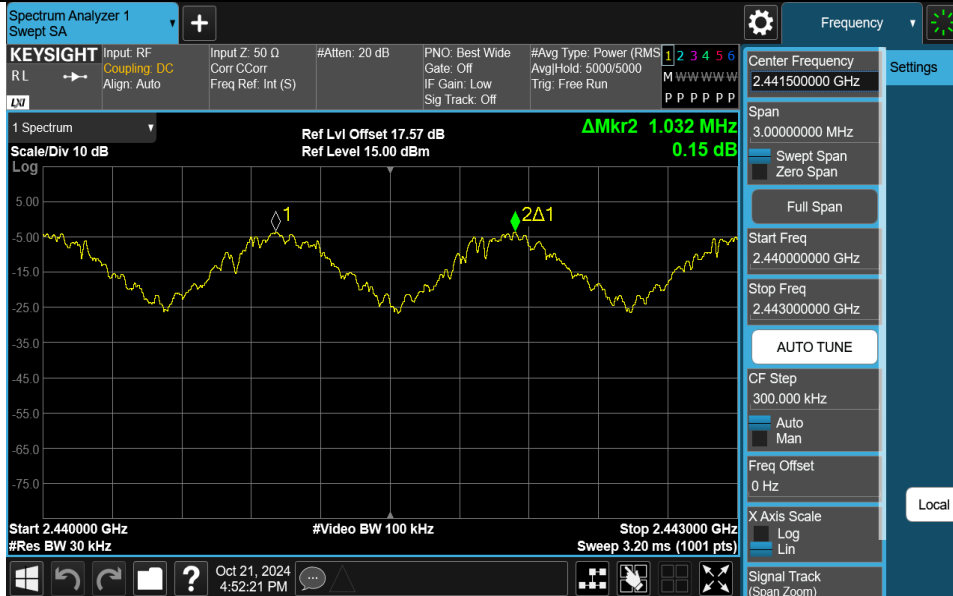 Spectrum Analyzer 1
Swept SA
+
Frequency
KEYSIGHT
R L
LXI
Input: RF
Coupling: DC
Align: Auto
Input Z: 50 Ω
Corr CCorr
Freq Ref: Int (S)
#Atten: 20 dB
PNO: Best Wide
Gate: Off
IF Gain: Low
Sig Track: Off
#Avg Type: Power (RMS
Avg|Hold: 5000/5000
Trig: Free Run
1 2 3 4 5 6
M W W W W W
P P P P P P
Center Frequency
2.441500000 GHz
Settings
Span
3.00000000 MHz
Swept Span
Zero Span
Full Span
Start Freq
2.440000000 GHz
Stop Freq
2.443000000 GHz
AUTO TUNE
CF Step
300.000 kHz
Auto
Man
Freq Offset
0 Hz
X Axis Scale
Log
Lin
Local
Signal Track
(Span Zoom)
1 Spectrum
Scale/Div 10 dB
Log
Ref Lvl Offset 17.57 dB
Ref Level 15.00 dBm
ΔMkr2 1.032 MHz
0.15 dB
1
2Δ1
5.00
-5.00
-15.0
-25.0
-35.0
-45.0
-55.0
-65.0
-75.0
Start 2.440000 GHz
#Res BW 30 kHz
#Video BW 100 kHz
Stop 2.443000 GHz
Sweep 3.20 ms (1001 pts)
?
Oct 21, 2024
4:52:21 PM